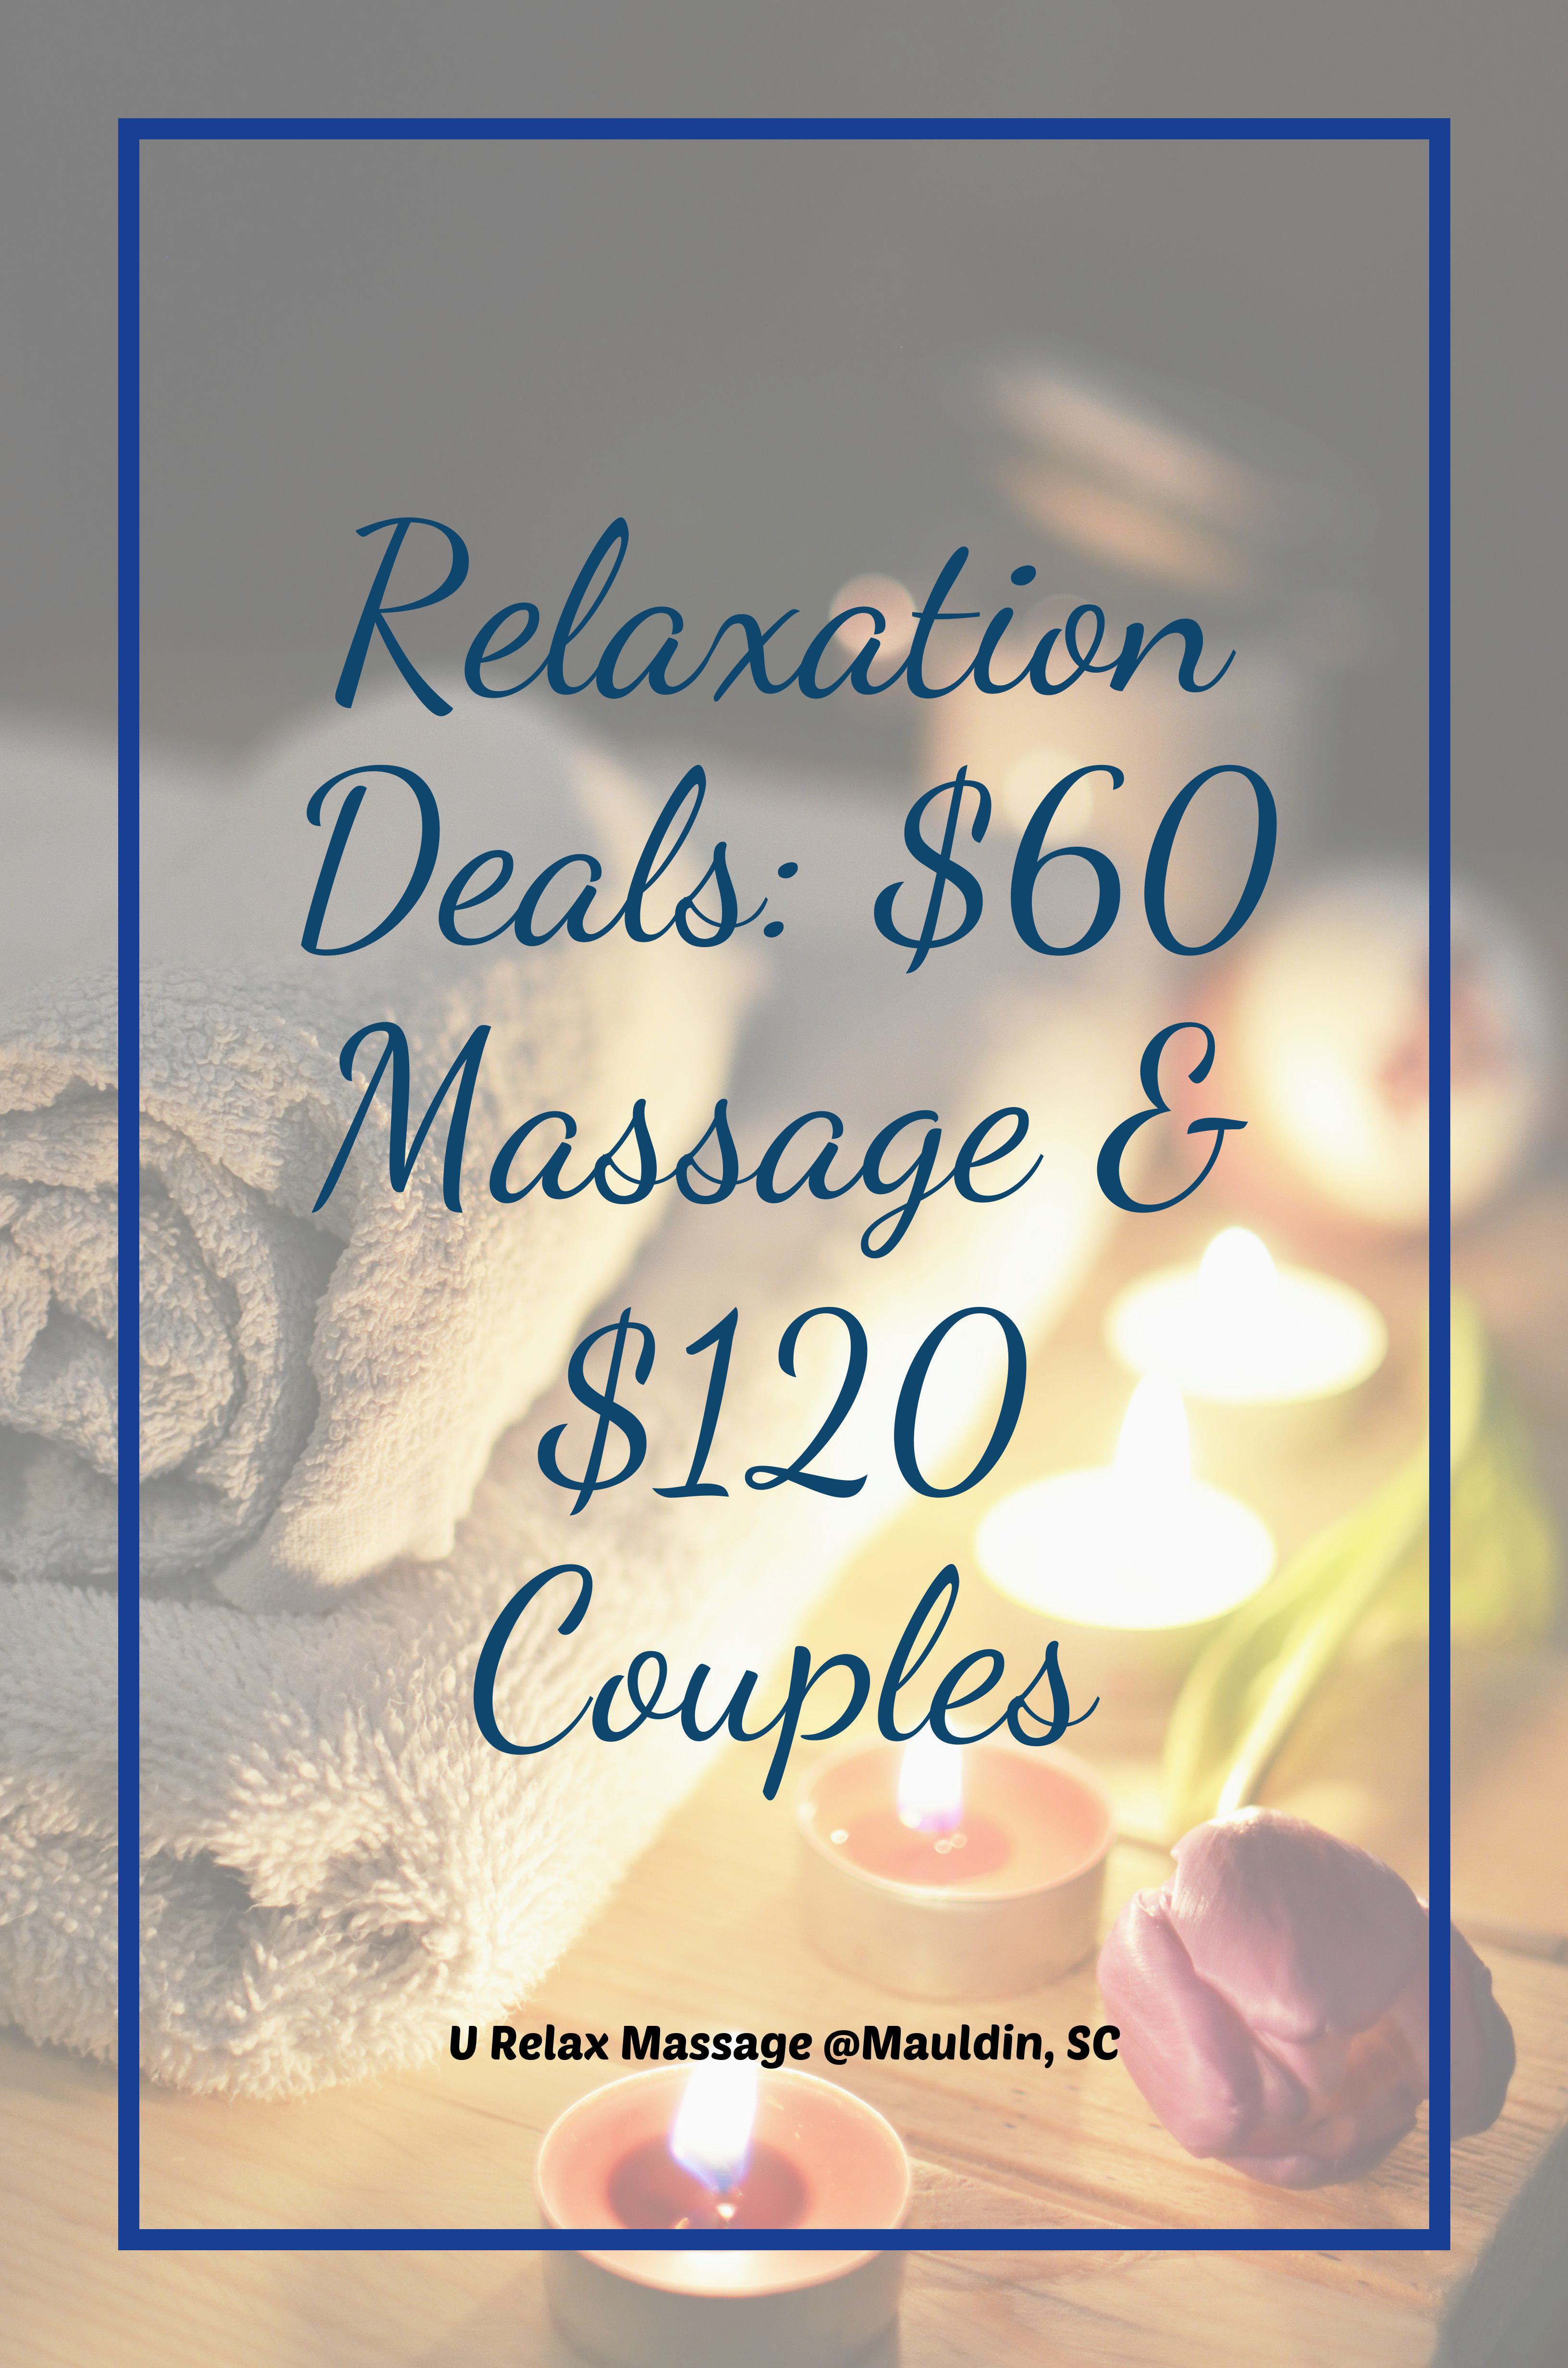 Relaxation
Deals: $60
Massage &
$120
Couples
U Relax Massage @Mauldin, SC